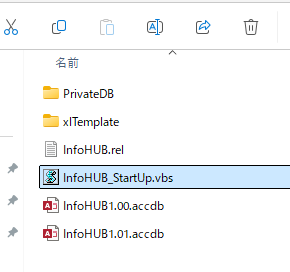 名前
PrivateDB
xlTemplate
InfoHUB.rel
InfoHUB_StartUp.vbs
InfoHUB1.00.accdb
InfoHUB1.01.accdb